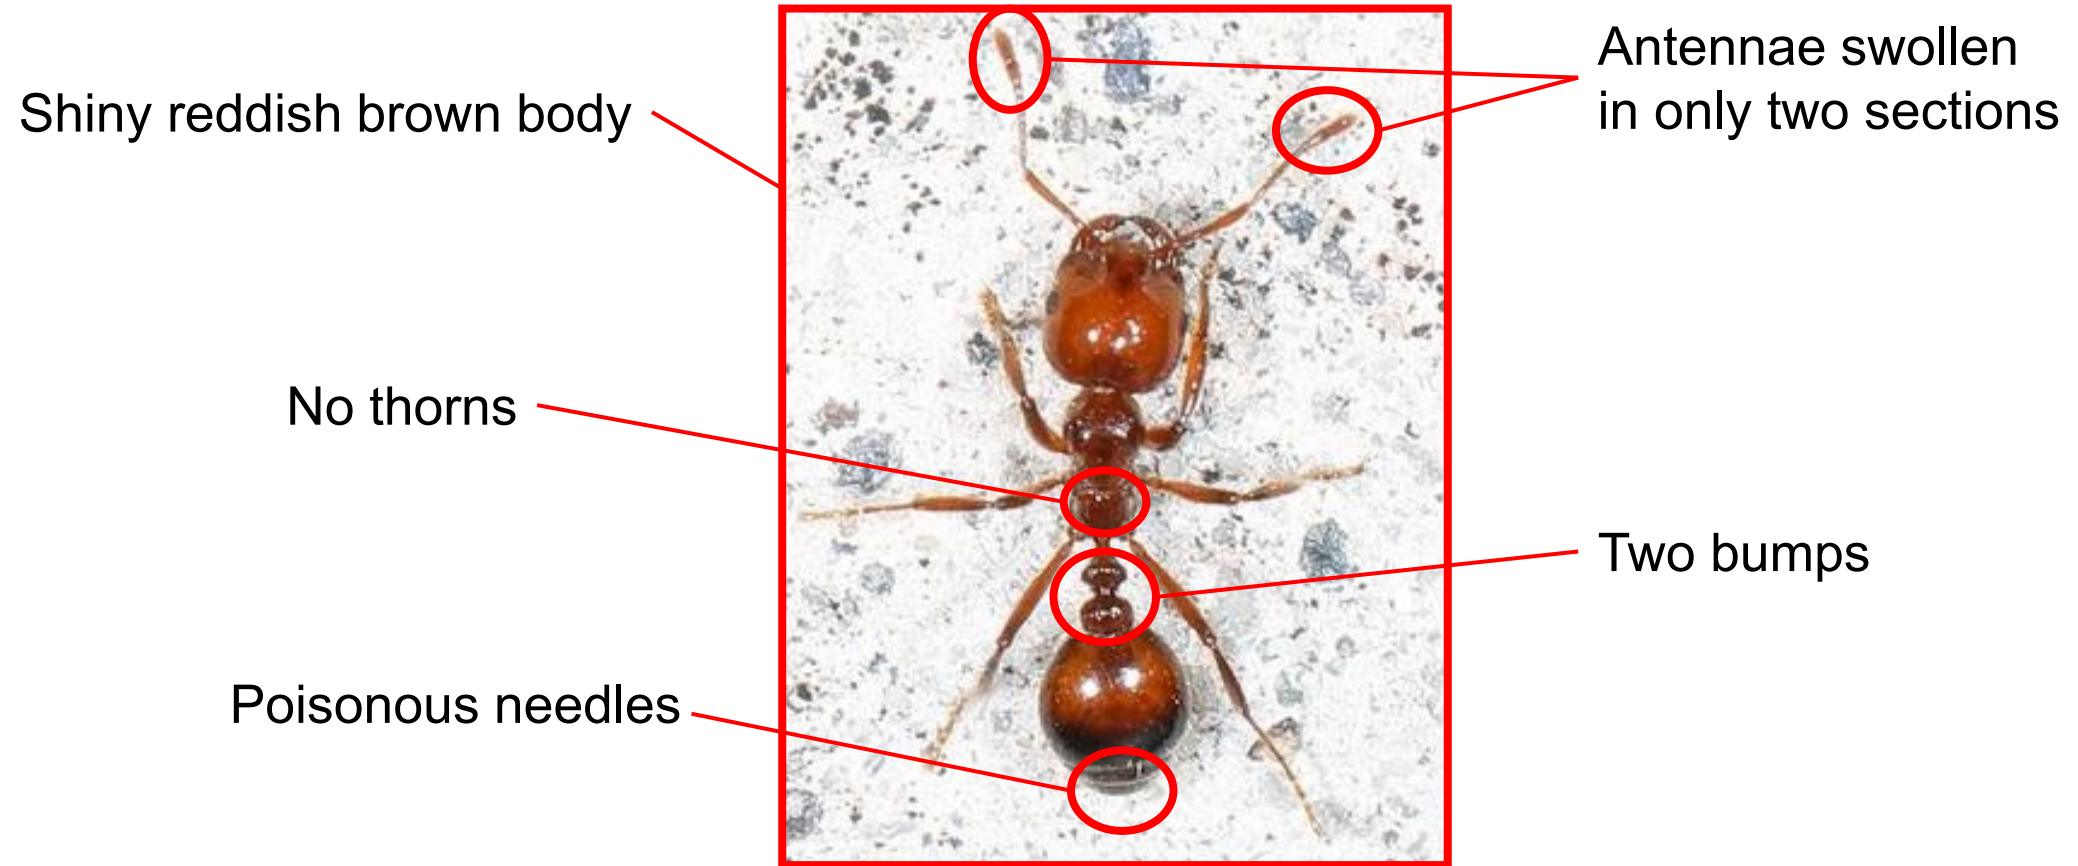 Antennae swollen
in only two sections
Shiny reddish brown body
No thorns
Two bumps
Poisonous needles